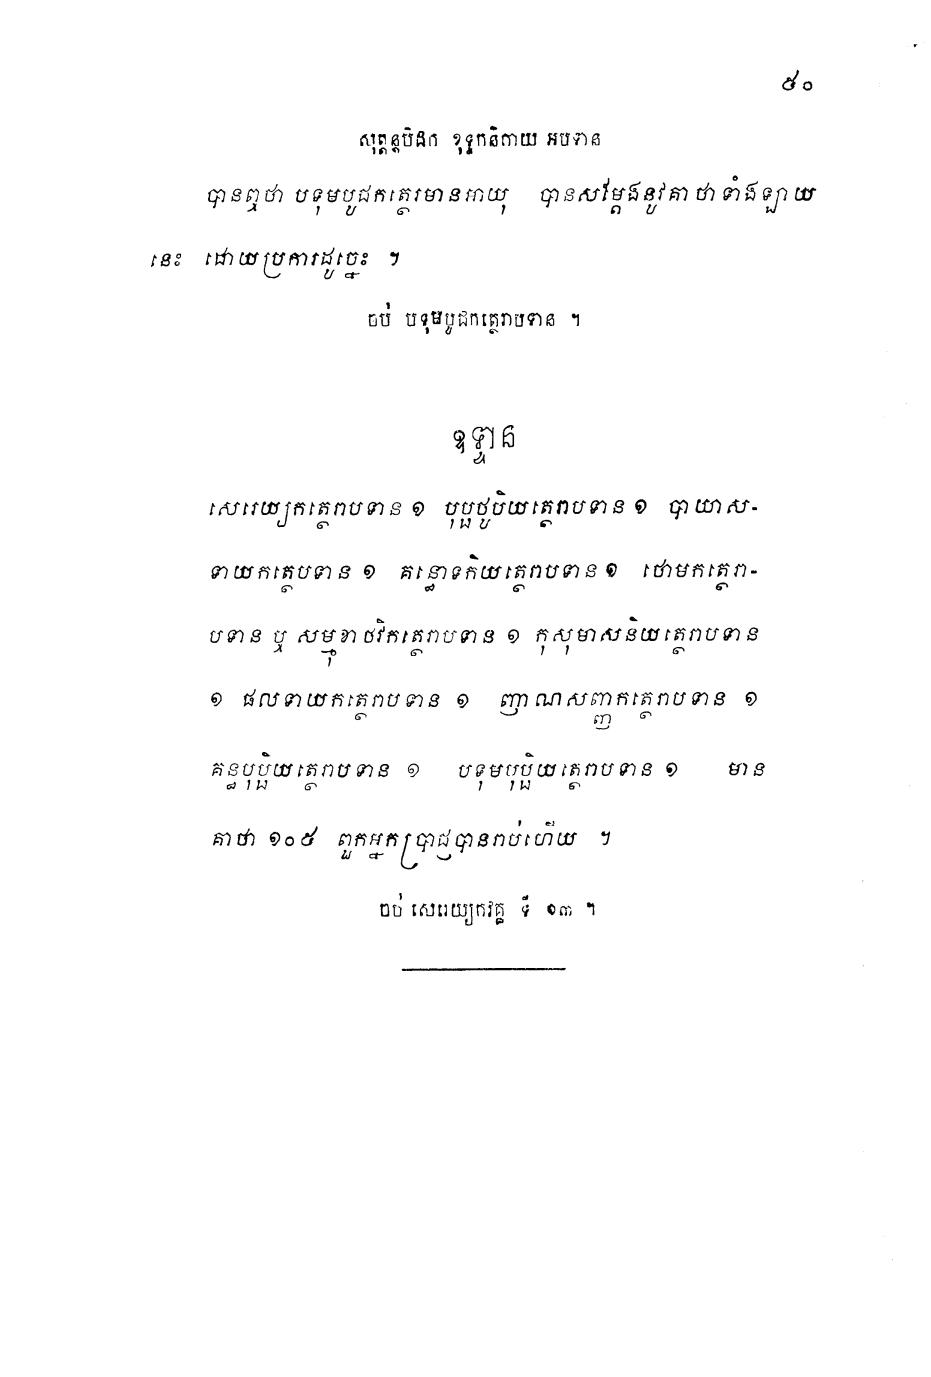 ៥០
សុត្តន្តបិដក ខុទ្ទកនិកាយ អបទាន
បានឮថា បទុមបូជកត្ថេរមានអាយុ បានសម្តែងនូវគាថាទាំងឡាយ
នេះ ដោយប្រការដូច្នេះ ។
ចប់ បទុមបូជកត្ថេរាបទាន ។
ឧទ្ទាន
សេរេយ្យកត្ថេរាបទាន ១ បុប្ផថូបិយត្ថេរាបទាន ១ បាយាស-
ទាយកត្ថេបទាន ១ គន្ធោទកិយត្ថេរាបទាន ១ ថោមកត្ថេរា-
បទាន ឬ សម្មុខាថវិកត្ថេរាបទាន ១ កុសុមាសនិយត្ថេរាបទាន
១ ផលទាយកត្ថេរាបទាន ១ ញាណសញ្ញកត្ថេរាបទាន ១
គន្ធបុប្ផិយត្ថេរាបទាន ១ បទុមបុប្ផិយត្ថេរាបទាន ១ មាន
គាថា ១០៥ ពួកអ្នកប្រាជ្ញបានរាប់ហើយ ។
ចប់ សេរេយ្យកវគ្គ ទី ១៣ ។